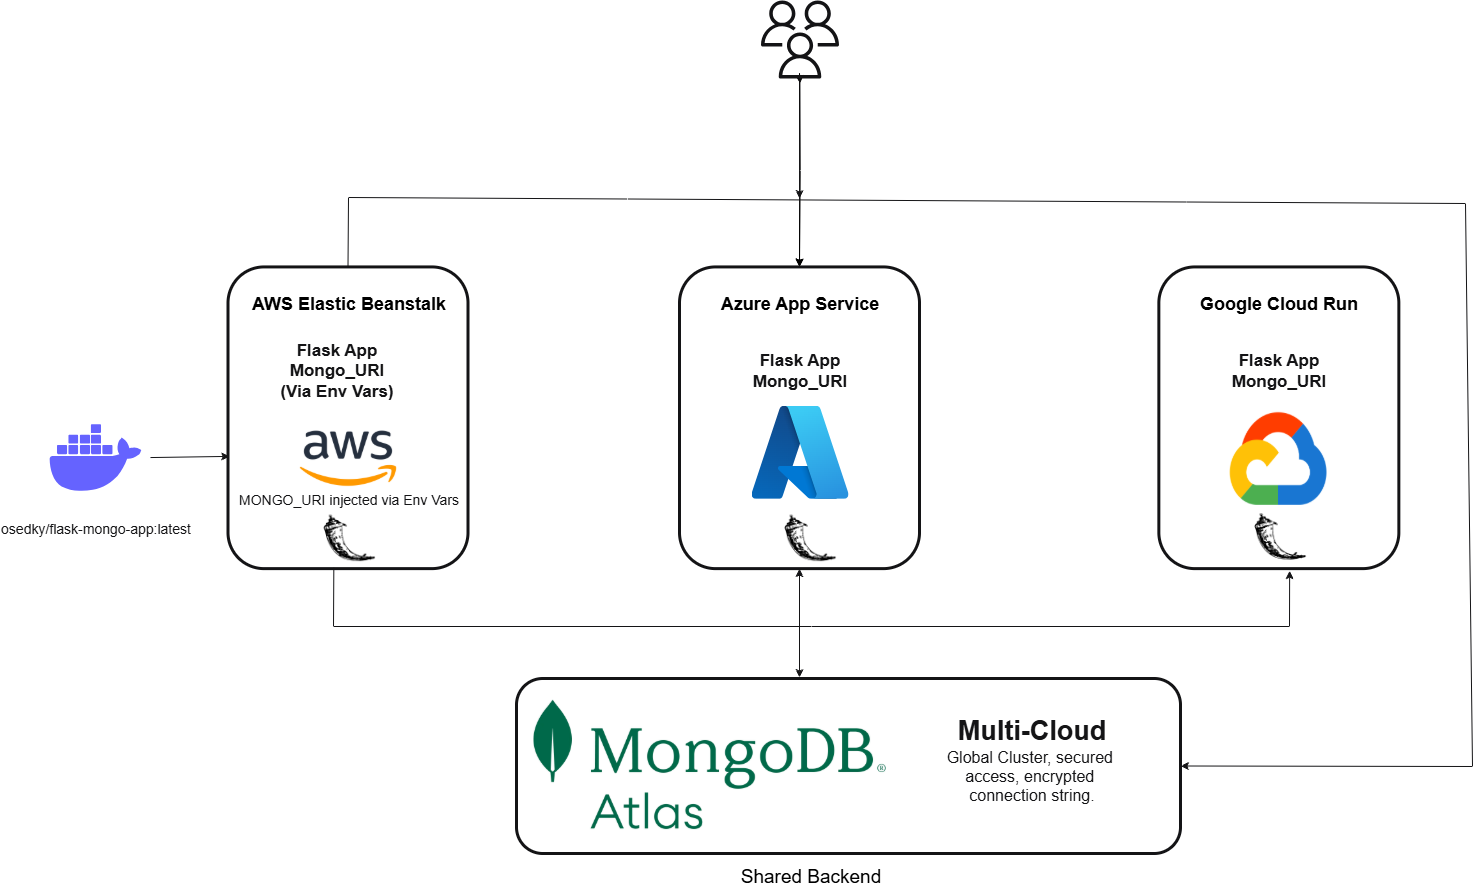 AWS Elastic Beanstalk
Flask App
Mongo_URI
(Via Env Vars)
aws
MONGO_URI injected via Env Vars
Azure App Service
Flask App
Mongo_URI
Google Cloud Run
Flask App
Mongo_URI
osedky/flask-mongo-app:latest
MongoDB®
Atlas
Multi-Cloud
Global Cluster, secured
access, encrypted
connection string.
Shared Backend